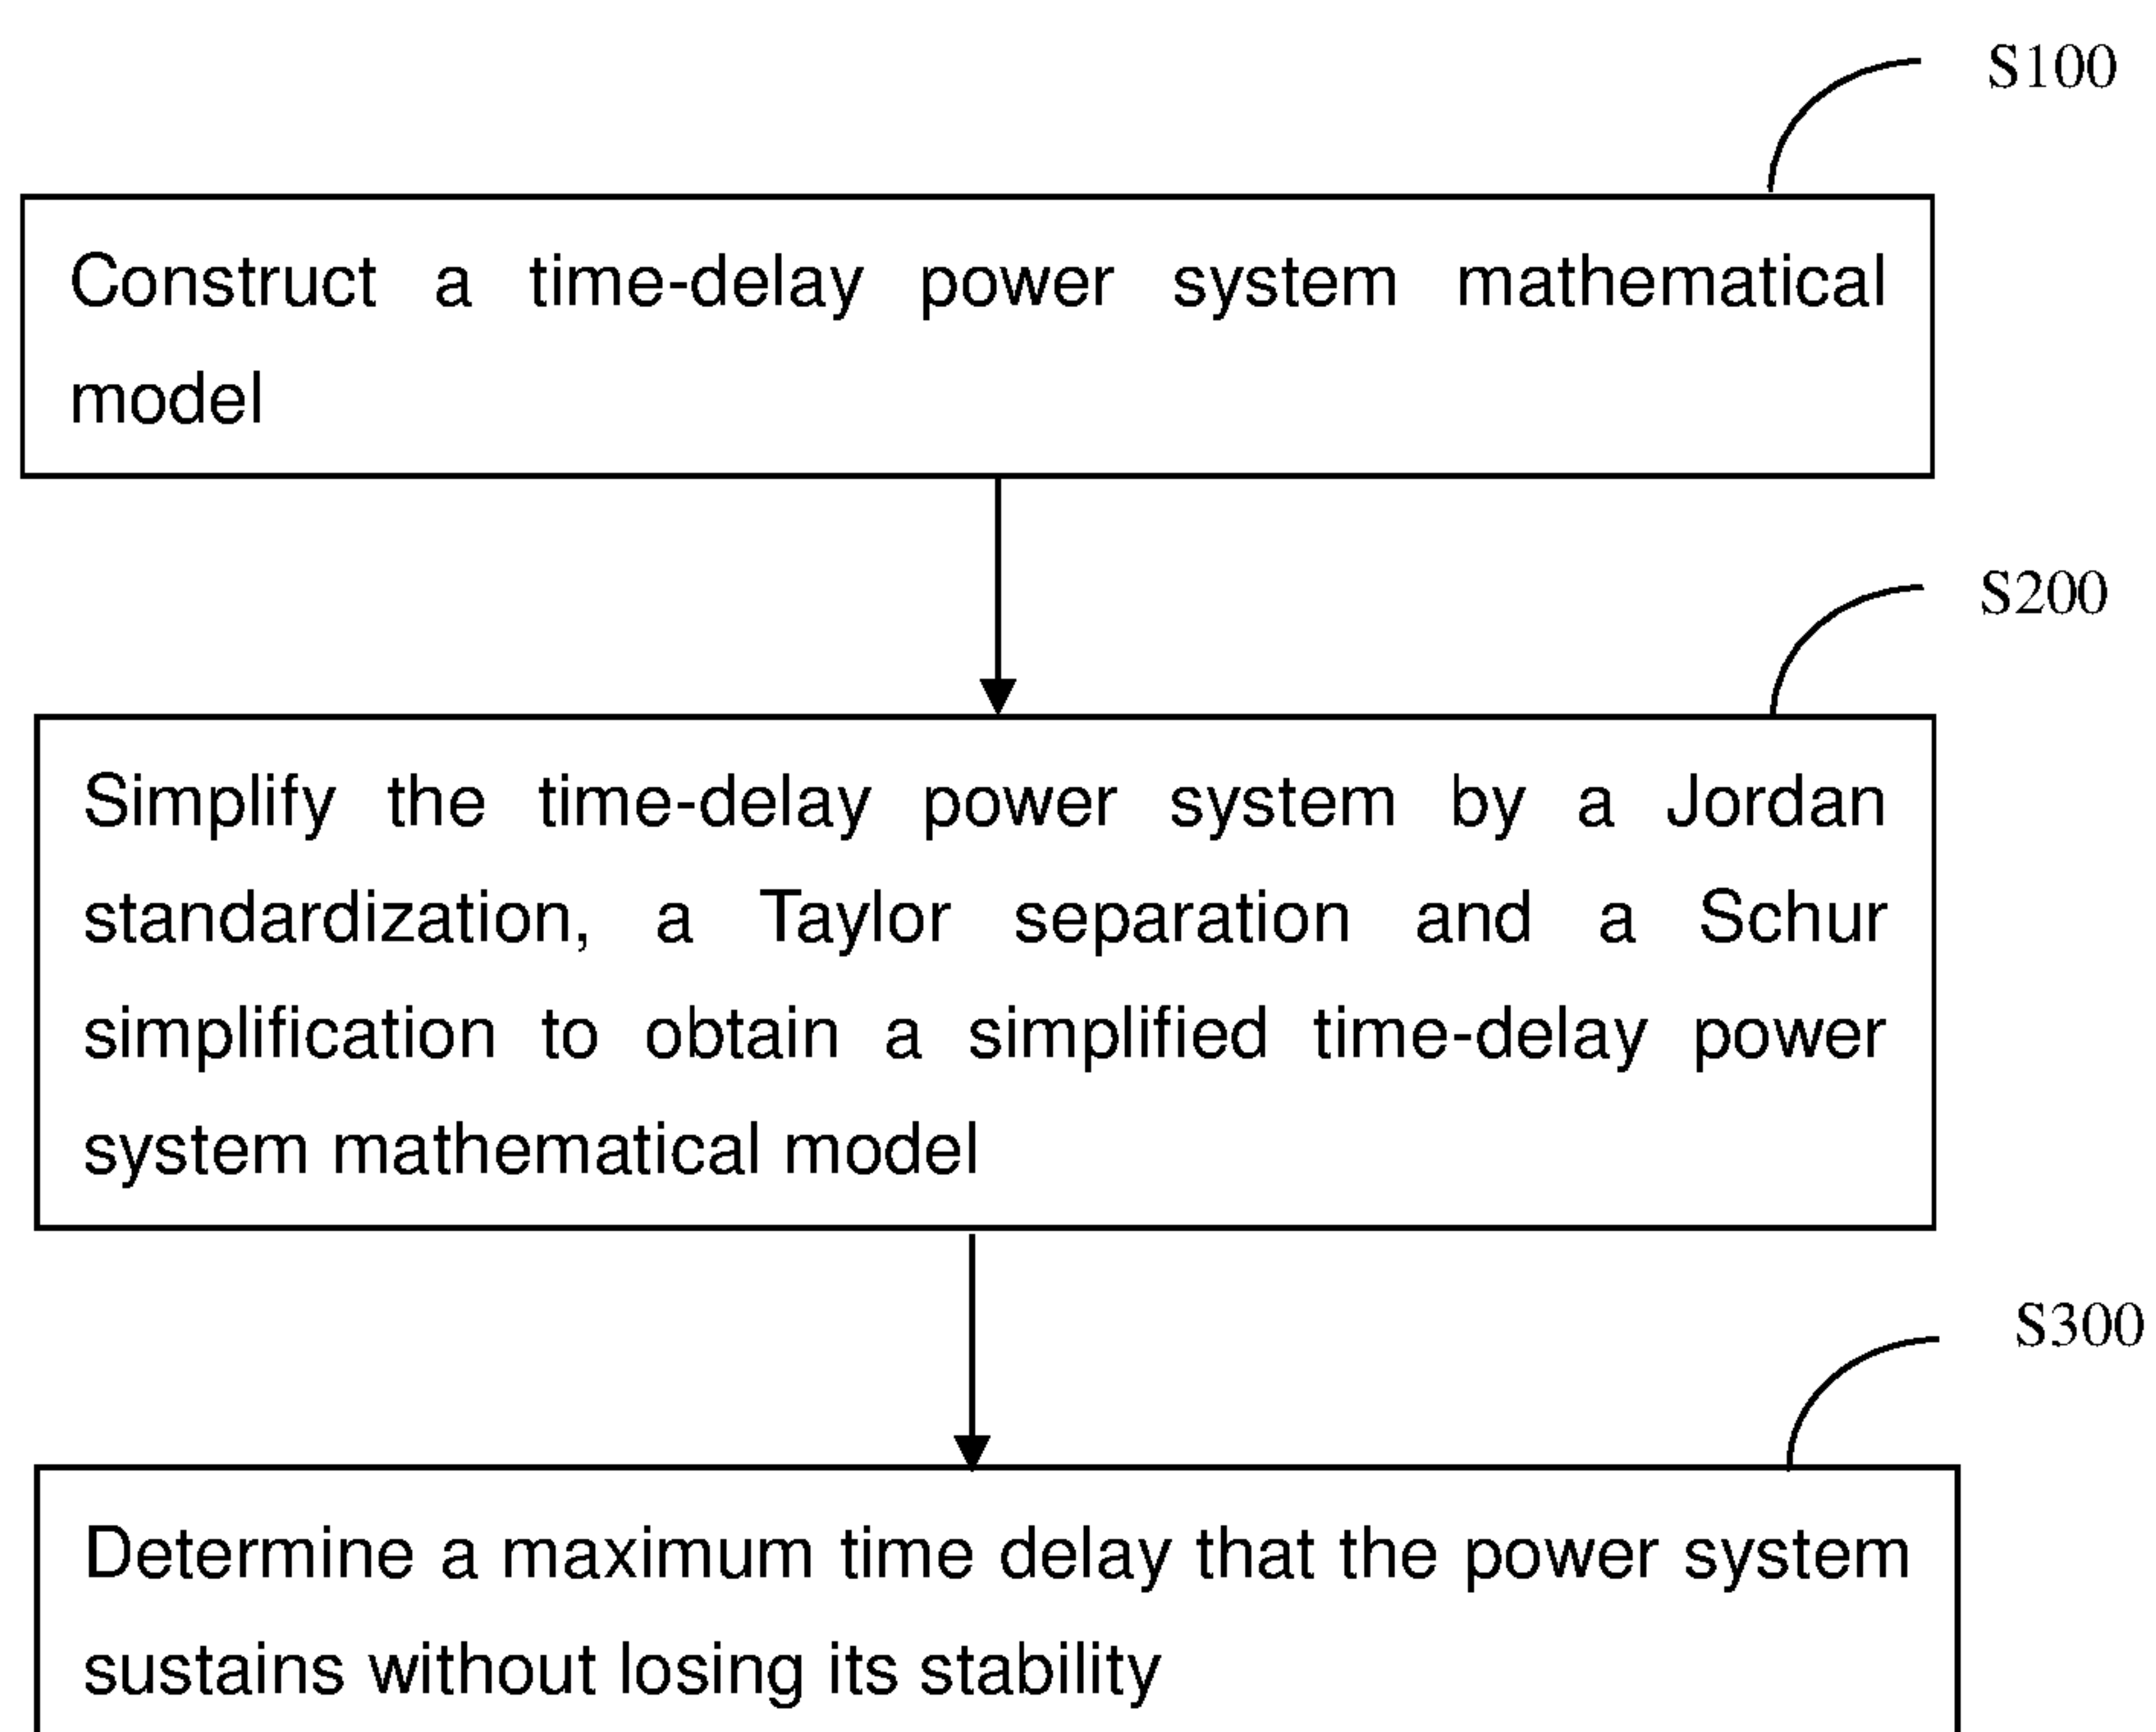 S100
Construct a time-delay power system mathematical
model
S200
Simplify the time-delay power system by a Jordan
standardization, a Taylor separation and a Schur
simplification to obtain a simplified time-delay power
system mathematical model
S300
Determine a maximum time delay that the power system
sustains without losing its stability